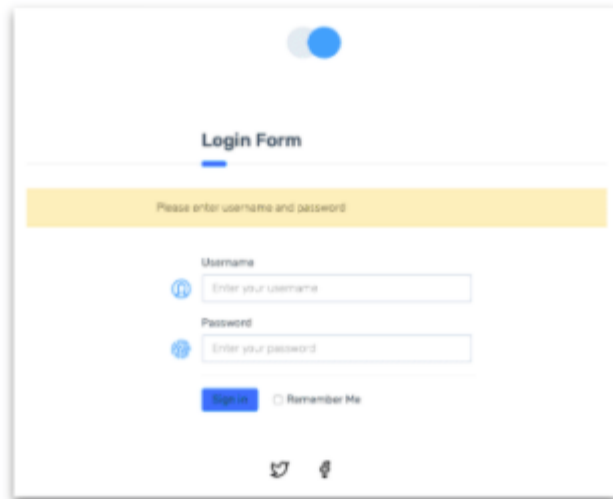 Login Form
Please enter username and password
Username
Enter your username
Password
Enter your password
Sign in
Remember Me